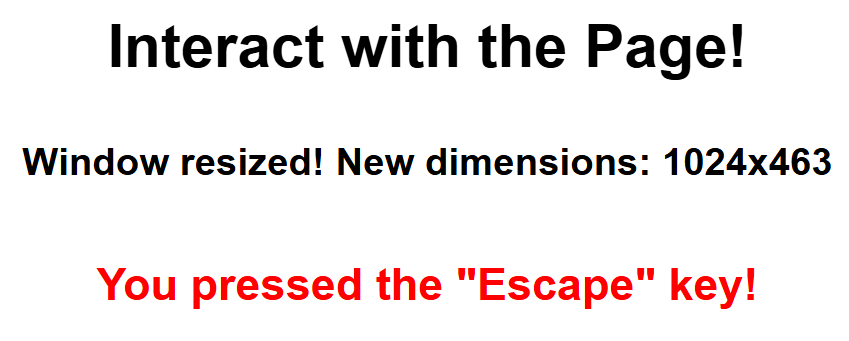 Interact with the Page!
Window resized! New dimensions: 1024x463
You pressed the "Escape" key!